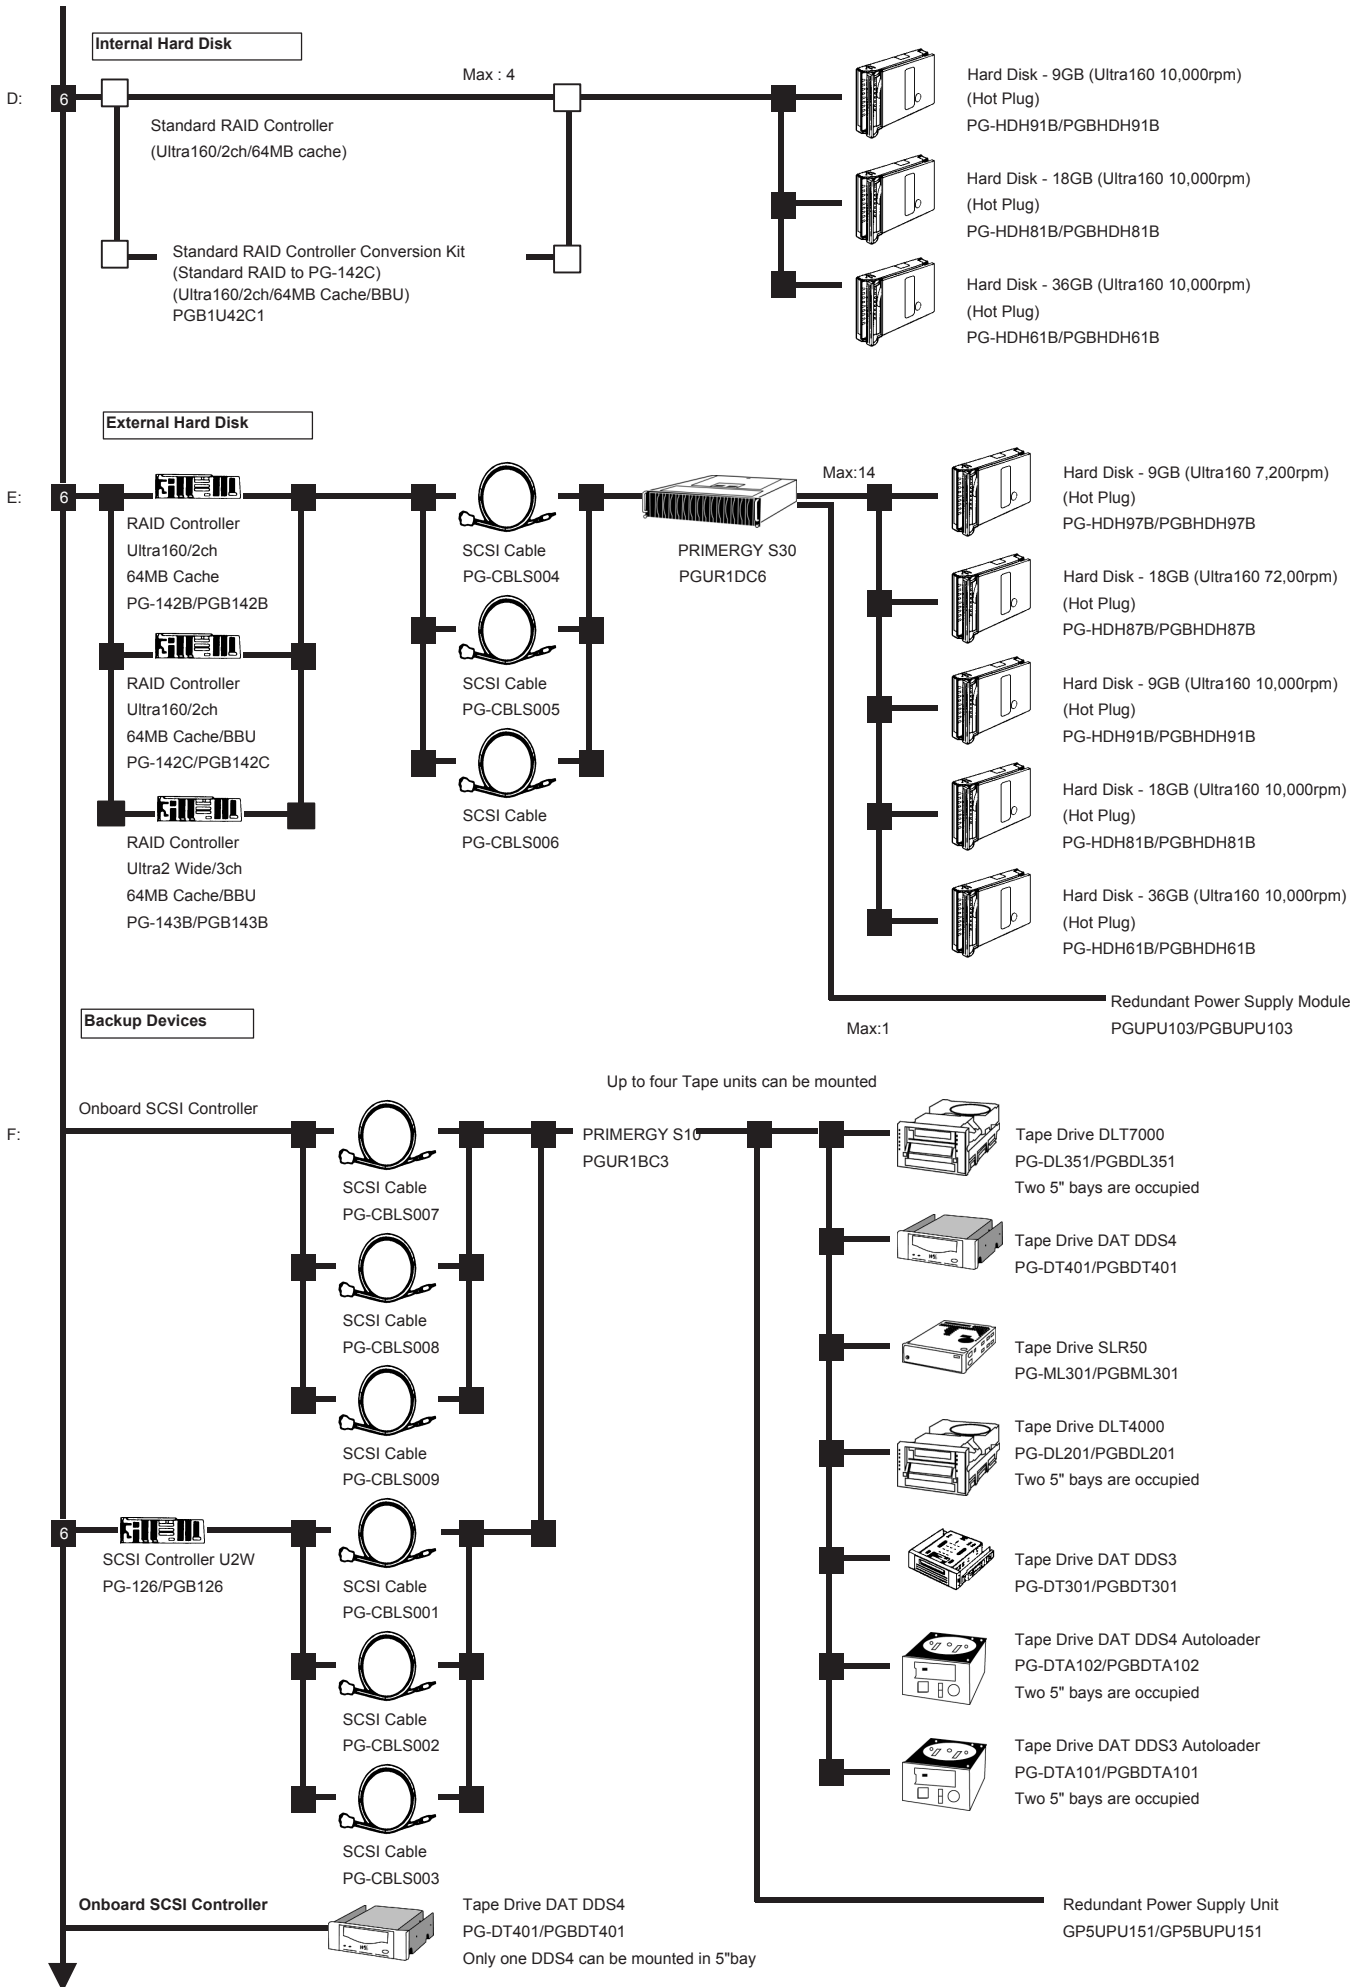 Internal Hard Disk
Max : 4
D:
6
Standard RAID Controller
(Ultra160/2ch/64MB cache)
Standard RAID Controller Conversion Kit
(Standard RAID to PG-142C)
(Ultra160/2ch/64MB Cache/BBU)
PGB1U42C1
Hard Disk - 9GB (Ultra160 10,000rpm)
(Hot Plug)
PG-HDH91B/PGBHDH91B
Hard Disk - 18GB (Ultra160 10,000rpm)
(Hot Plug)
PG-HDH81B/PGBHDH81B
Hard Disk - 36GB (Ultra160 10,000rpm)
(Hot Plug)
PG-HDH61B/PGBHDH61B
External Hard Disk
E:
6
RAID Controller
Ultra160/2ch
64MB Cache
PG-142B/PGB142B
RAID Controller
Ultra160/2ch
64MB Cache/BBU
PG-142C/PGB142C
RAID Controller
Ultra2 Wide/3ch
64MB Cache/BBU
PG-143B/PGB143B
SCSI Cable
PG-CBLS004
SCSI Cable
PG-CBLS005
SCSI Cable
PG-CBLS006
PRIMERGY S30
PGUR1DC6
Max:14
Hard Disk - 9GB (Ultra160 7,200rpm)
(Hot Plug)
PG-HDH97B/PGBHDH97B
Hard Disk - 18GB (Ultra160 72,00rpm)
(Hot Plug)
PG-HDH87B/PGBHDH87B
Hard Disk - 9GB (Ultra160 10,000rpm)
(Hot Plug)
PG-HDH91B/PGBHDH91B
Hard Disk - 18GB (Ultra160 10,000rpm)
(Hot Plug)
PG-HDH81B/PGBHDH81B
Hard Disk - 36GB (Ultra160 10,000rpm)
(Hot Plug)
PG-HDH61B/PGBHDH61B
Redundant Power Supply Module
PGUPU103/PGBUPU103
Max:1
Backup Devices
Up to four Tape units can be mounted
Onboard SCSI Controller
F:
SCSI Cable
PG-CBLS007
SCSI Cable
PG-CBLS008
SCSI Cable
PG-CBLS009
PRIMERGY S10
PGUR1BC3
6
SCSI Controller U2W
PG-126/PGB126
SCSI Cable
PG-CBLS001
SCSI Cable
PG-CBLS002
SCSI Cable
PG-CBLS003
Tape Drive DLT7000
PG-DL351/PGBDL351
Two 5" bays are occupied
Tape Drive DAT DDS4
PG-DT401/PGBDT401
Tape Drive SLR50
PG-ML301/PGBML301
Tape Drive DLT4000
PG-DL201/PGBDL201
Two 5" bays are occupied
Tape Drive DAT DDS3
PG-DT301/PGBDT301
Tape Drive DAT DDS4 Autoloader
PG-DTA102/PGBDTA102
Two 5" bays are occupied
Tape Drive DAT DDS3 Autoloader
PG-DTA101/PGBDTA101
Two 5" bays are occupied
Onboard SCSI Controller
Tape Drive DAT DDS4
PG-DT401/PGBDT401
Only one DDS4 can be mounted in 5"bay
Redundant Power Supply Unit
GP5UPU151/GP5BUPU151